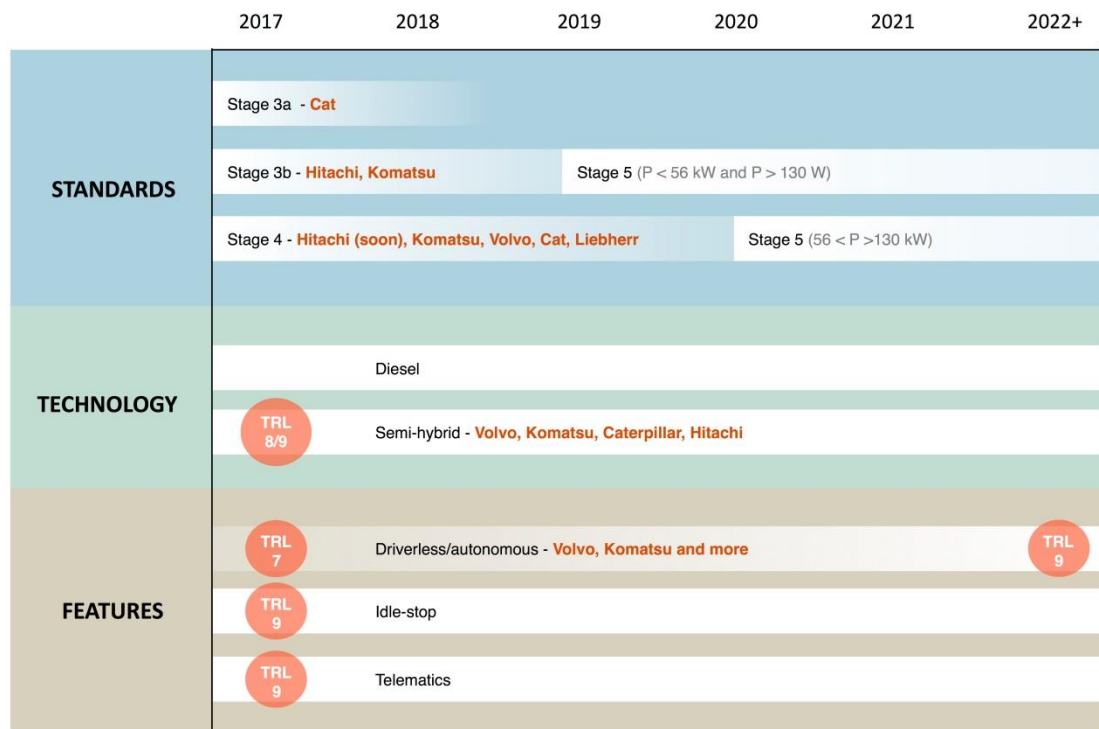 2017 2018 2019 2020 2021 2022+
STANDARDS
Stage 3a - Cat
Stage 3b - Hitachi, Komatsu
Stage 5 (P < 56 kW and P > 130 W)
Stage 4 - Hitachi (soon), Komatsu, Volvo, Cat, Liebherr
Stage 5 (56 < P >130 kW)
TECHNOLOGY
Diesel
TRL
8/9
Semi-hybrid - Volvo, Komatsu, Caterpillar, Hitachi
FEATURES
TRL
7
Driverless/autonomous - Volvo, Komatsu and more
TRL
9
TRL
9
Idle-stop
TRL
9
Telematics